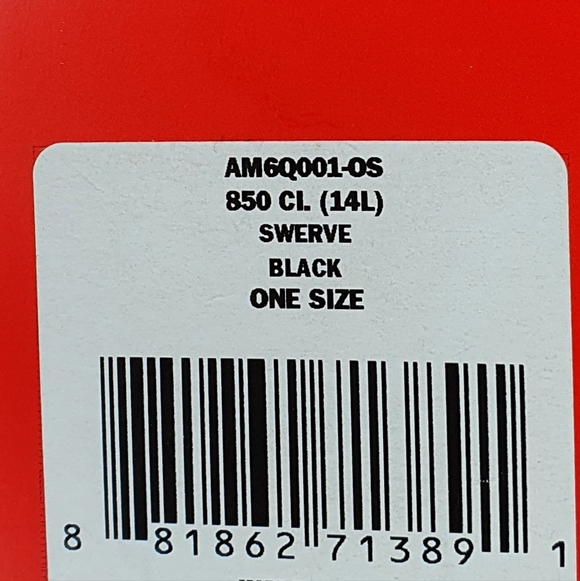 AM6Q001-OS
850 CI. (14L)
SWERVE
BLACK
ONE SIZE
8 81862 71389 1